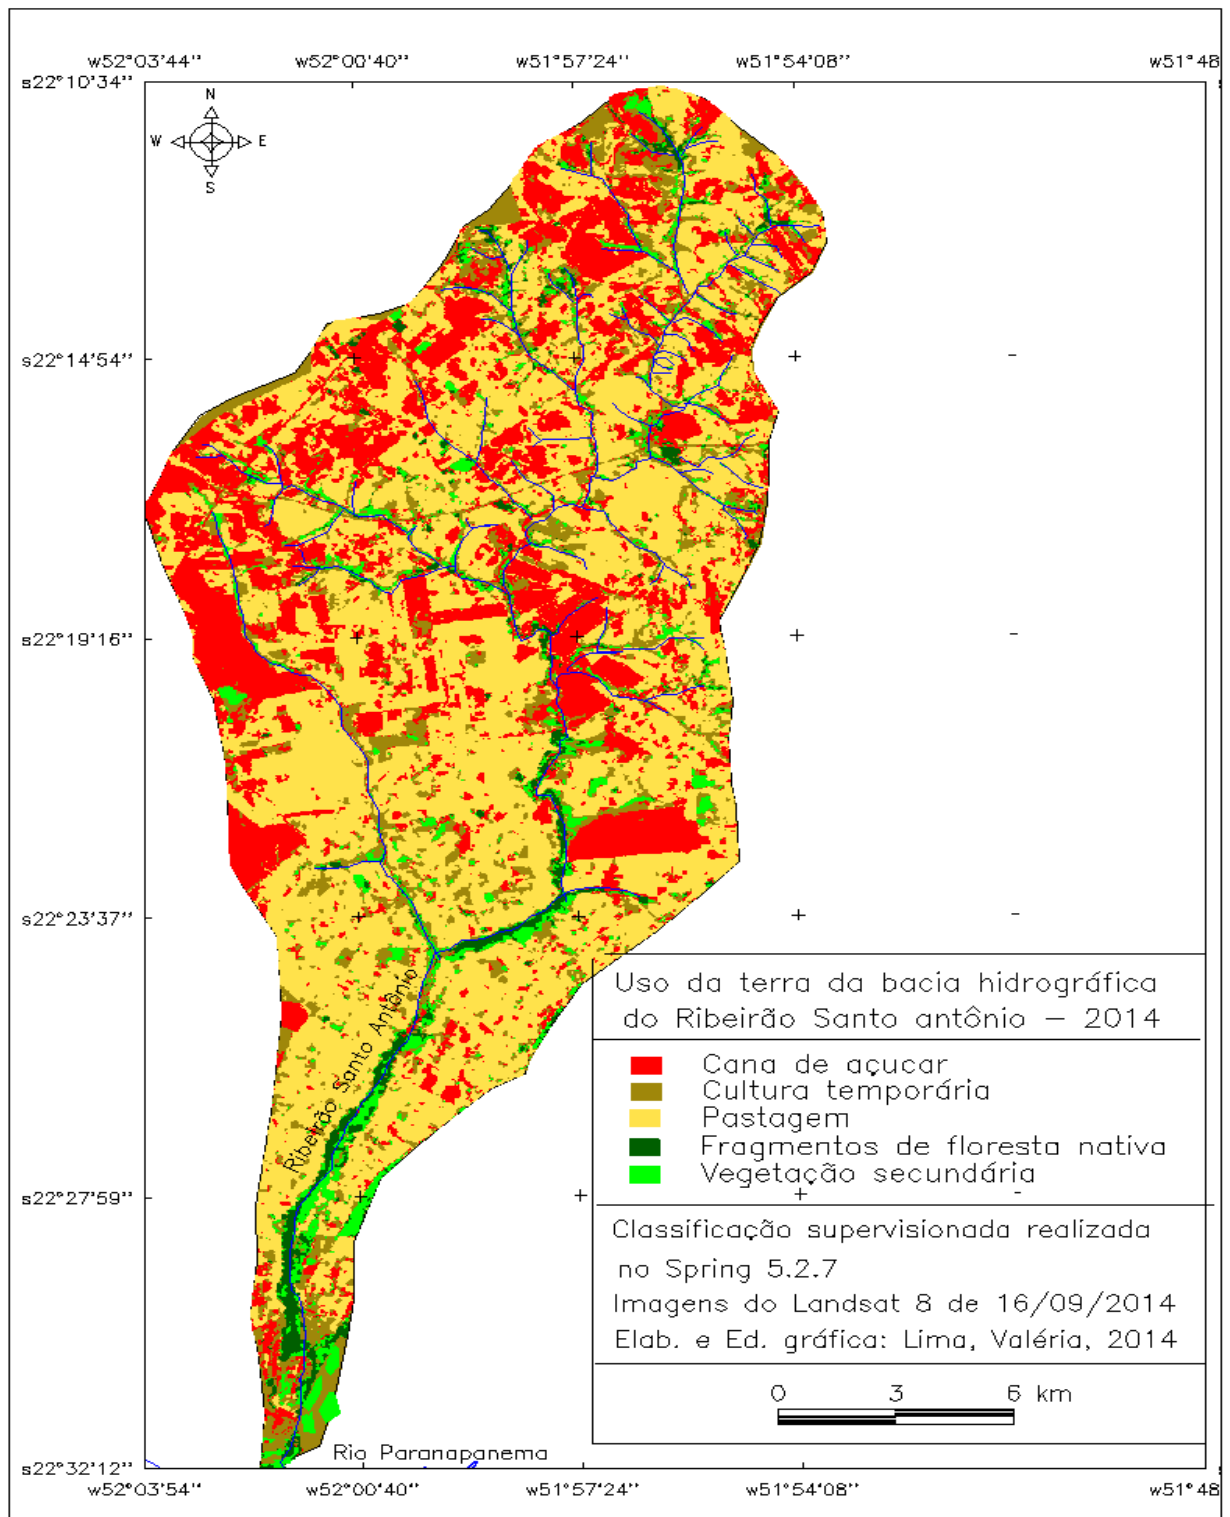 w52°03'44'' w52°00'40'' w51°57'24'' w51°54'08'' w51°48
s22°10'34''
N
W E
S
s22°14'54''
s22°19'16''
s22°23'37''
Ribeirão Santo Antônio
Uso da terra da bacia hidrográfica
do Ribeirão Santo antônio – 2014
Cana de açucar
Cultura temporária
Pastagem
Fragmentos de floresta nativa
Vegetação secundária
s22°27'59''
Classificação supervisionada realizada
no Spring 5.2.7
Imagens do Landsat 8 de 16/09/2014
Elab. e Ed. gráfica: Lima, Valéria, 2014
0 3 6 km
Rio Paranapanema
s22°32'12''
w52°03'54'' w52°00'40'' w51°57'24'' w51°54'08'' w51°48